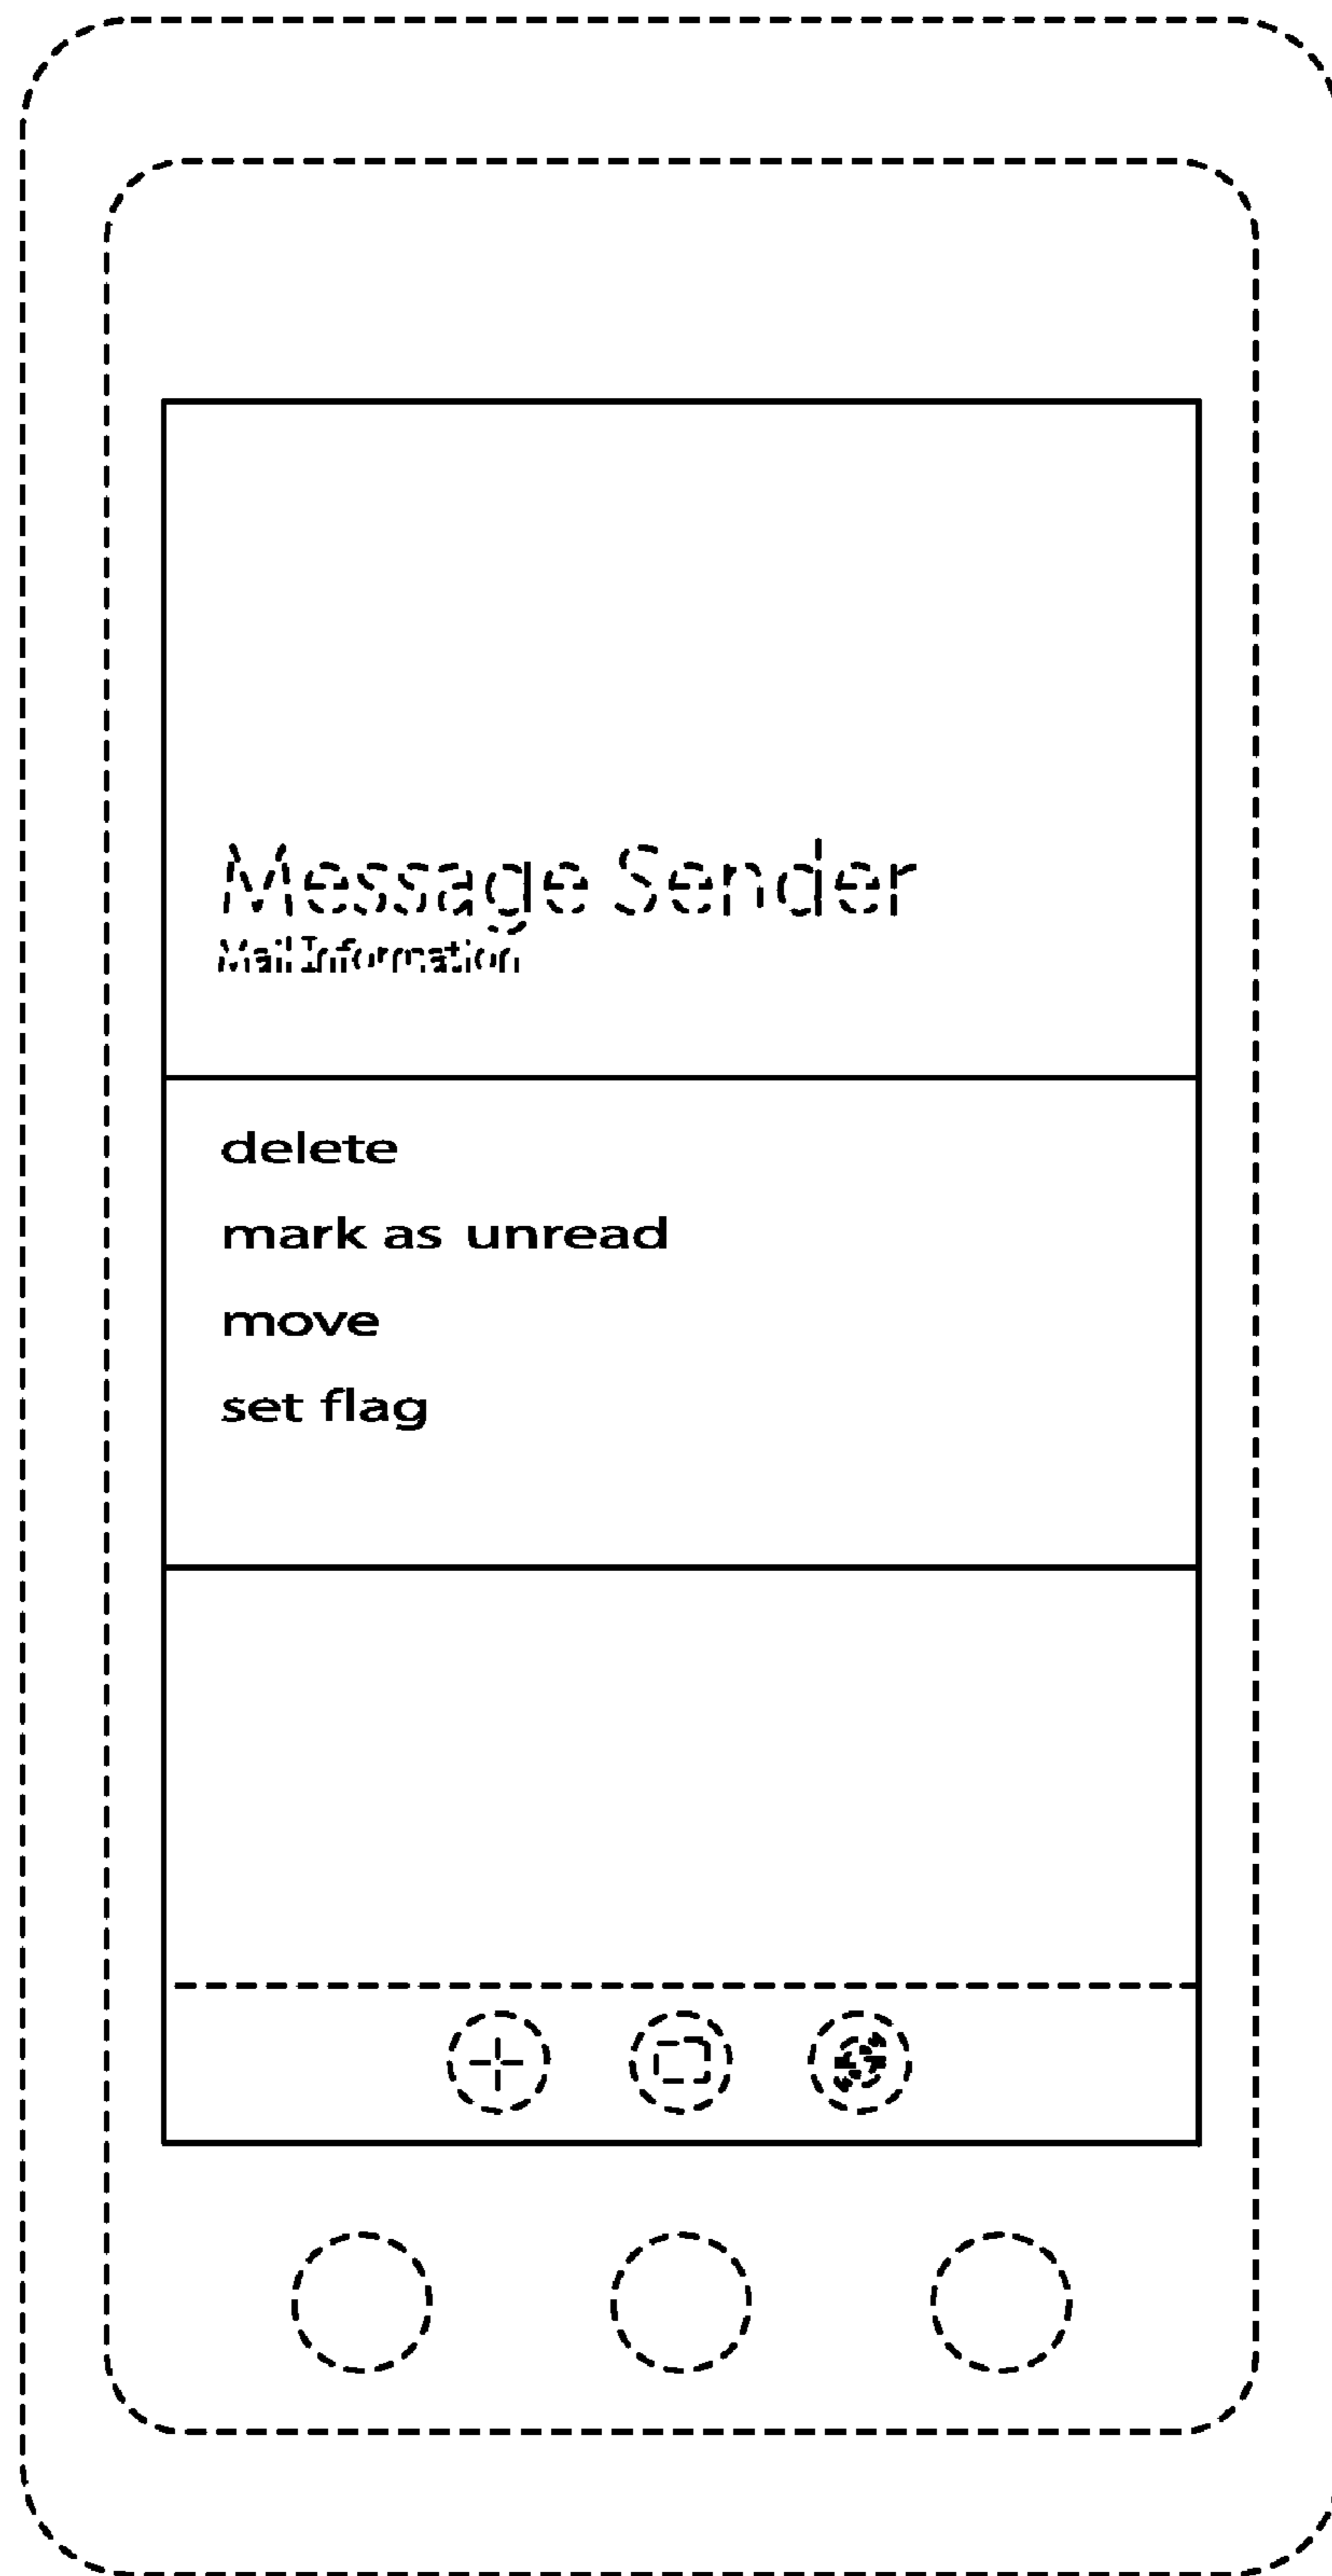 Message Sender
Mail Information
delete
mark as unread
move
set flag